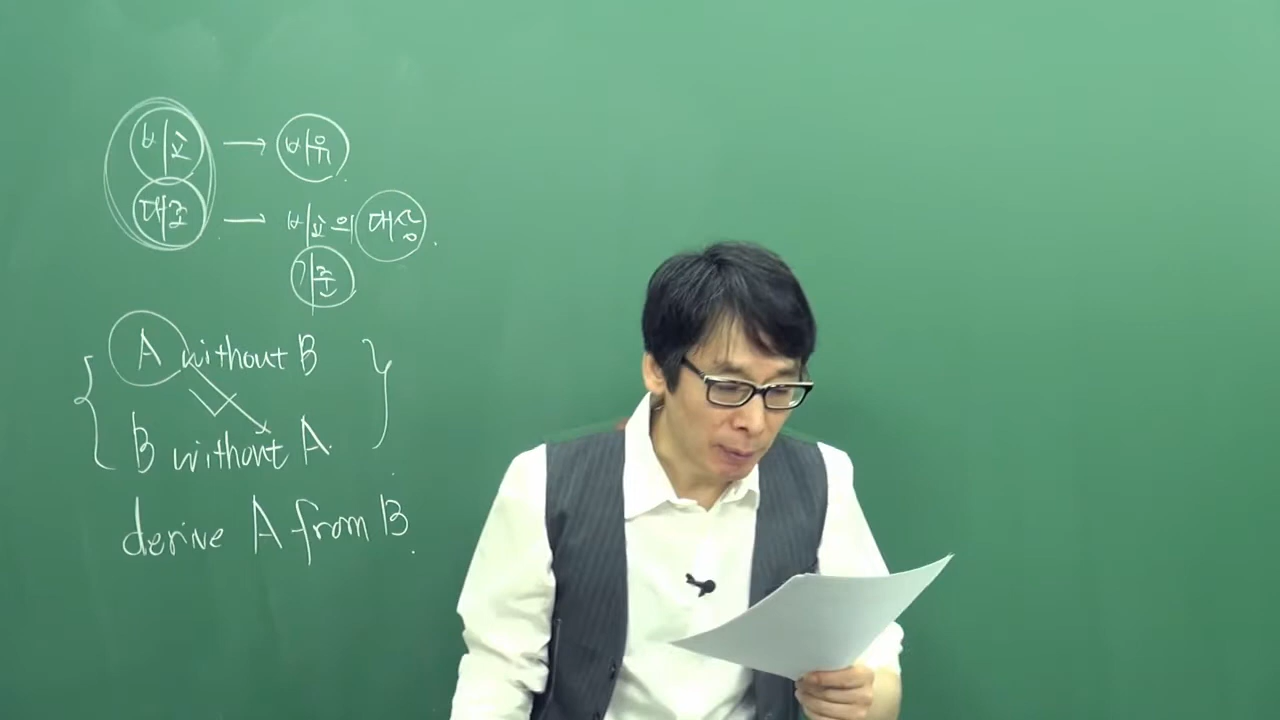 비교 → 비유.
대조 → 비교의 대상.
기준
A without B
B without A.
derive A from B.